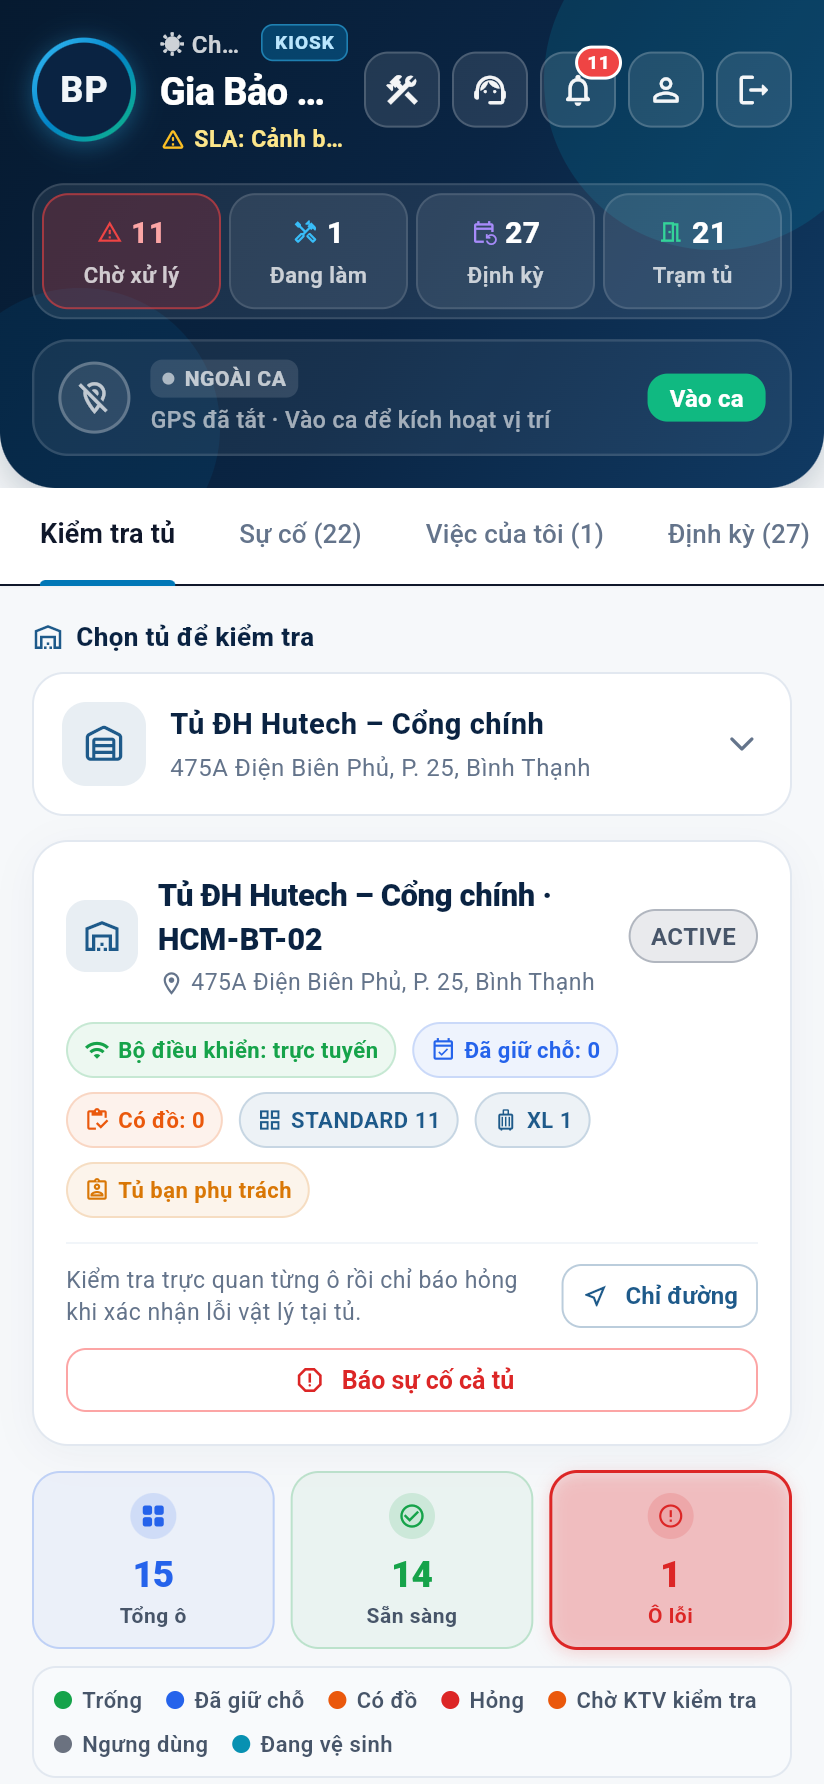 BP
Ch...
KIOSK
Gia Bảo ...
SLA: Cảnh b...
11
11
Chờ xử lý
1
Đang làm
27
Định kỳ
21
Trạm tủ
NGOÀI CA
GPS đã tắt · Vào ca để kích hoạt vị trí
Vào ca
Kiểm tra tủ
Sự cố (22)
Việc của tôi (1)
Định kỳ (27)
Chọn tủ để kiểm tra
Tủ ĐH Hutech – Cổng chính
475A Điện Biên Phủ, P. 25, Bình Thạnh
Tủ ĐH Hutech – Cổng chính ·
HCM-BT-02
475A Điện Biên Phủ, P. 25, Bình Thạnh
ACTIVE
Bộ điều khiển: trực tuyến
Đã giữ chỗ: 0
Có đồ: 0
STANDARD 11
XL 1
Tủ bạn phụ trách
Kiểm tra trực quan từng ô rồi chỉ báo hỏng
khi xác nhận lỗi vật lý tại tủ.
Chỉ đường
Báo sự cố cả tủ
15
Tổng ô
14
Sẵn sàng
1
Ô lỗi
Trống
Đã giữ chỗ
Có đồ
Hỏng
Chờ KTV kiểm tra
Ngưng dùng
Đang vệ sinh